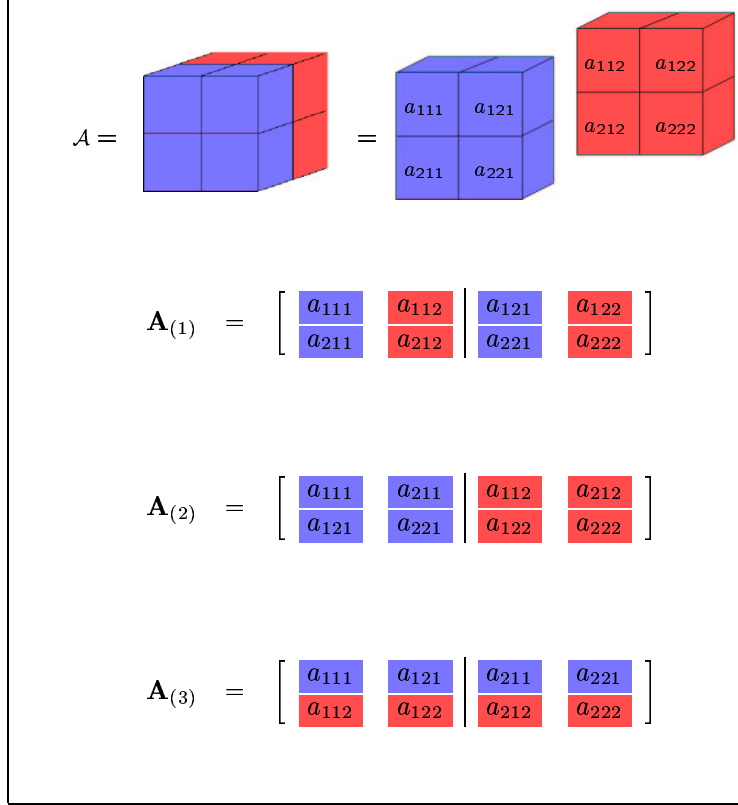 a₁₁₂ a₁₂₂
𝒜 = = a₁₁₁ a₁₂₁ a₂₁₂ a₂₂₂
a₂₁₁ a₂₂₁
𝐀₍₁₎ = [ a₁₁₁ a₁₁₂ | a₁₂₁ a₁₂₂ ]
a₂₁₁ a₂₁₂ | a₂₂₁ a₂₂₂
𝐀₍₂₎ = [ a₁₁₁ a₂₁₁ | a₁₁₂ a₂₁₂ ]
a₁₂₁ a₂₂₁ | a₁₂₂ a₂₂₂
𝐀₍₃₎ = [ a₁₁₁ a₁₂₁ | a₂₁₁ a₂₂₁ ]
a₁₁₂ a₁₂₂ | a₂₁₂ a₂₂₂